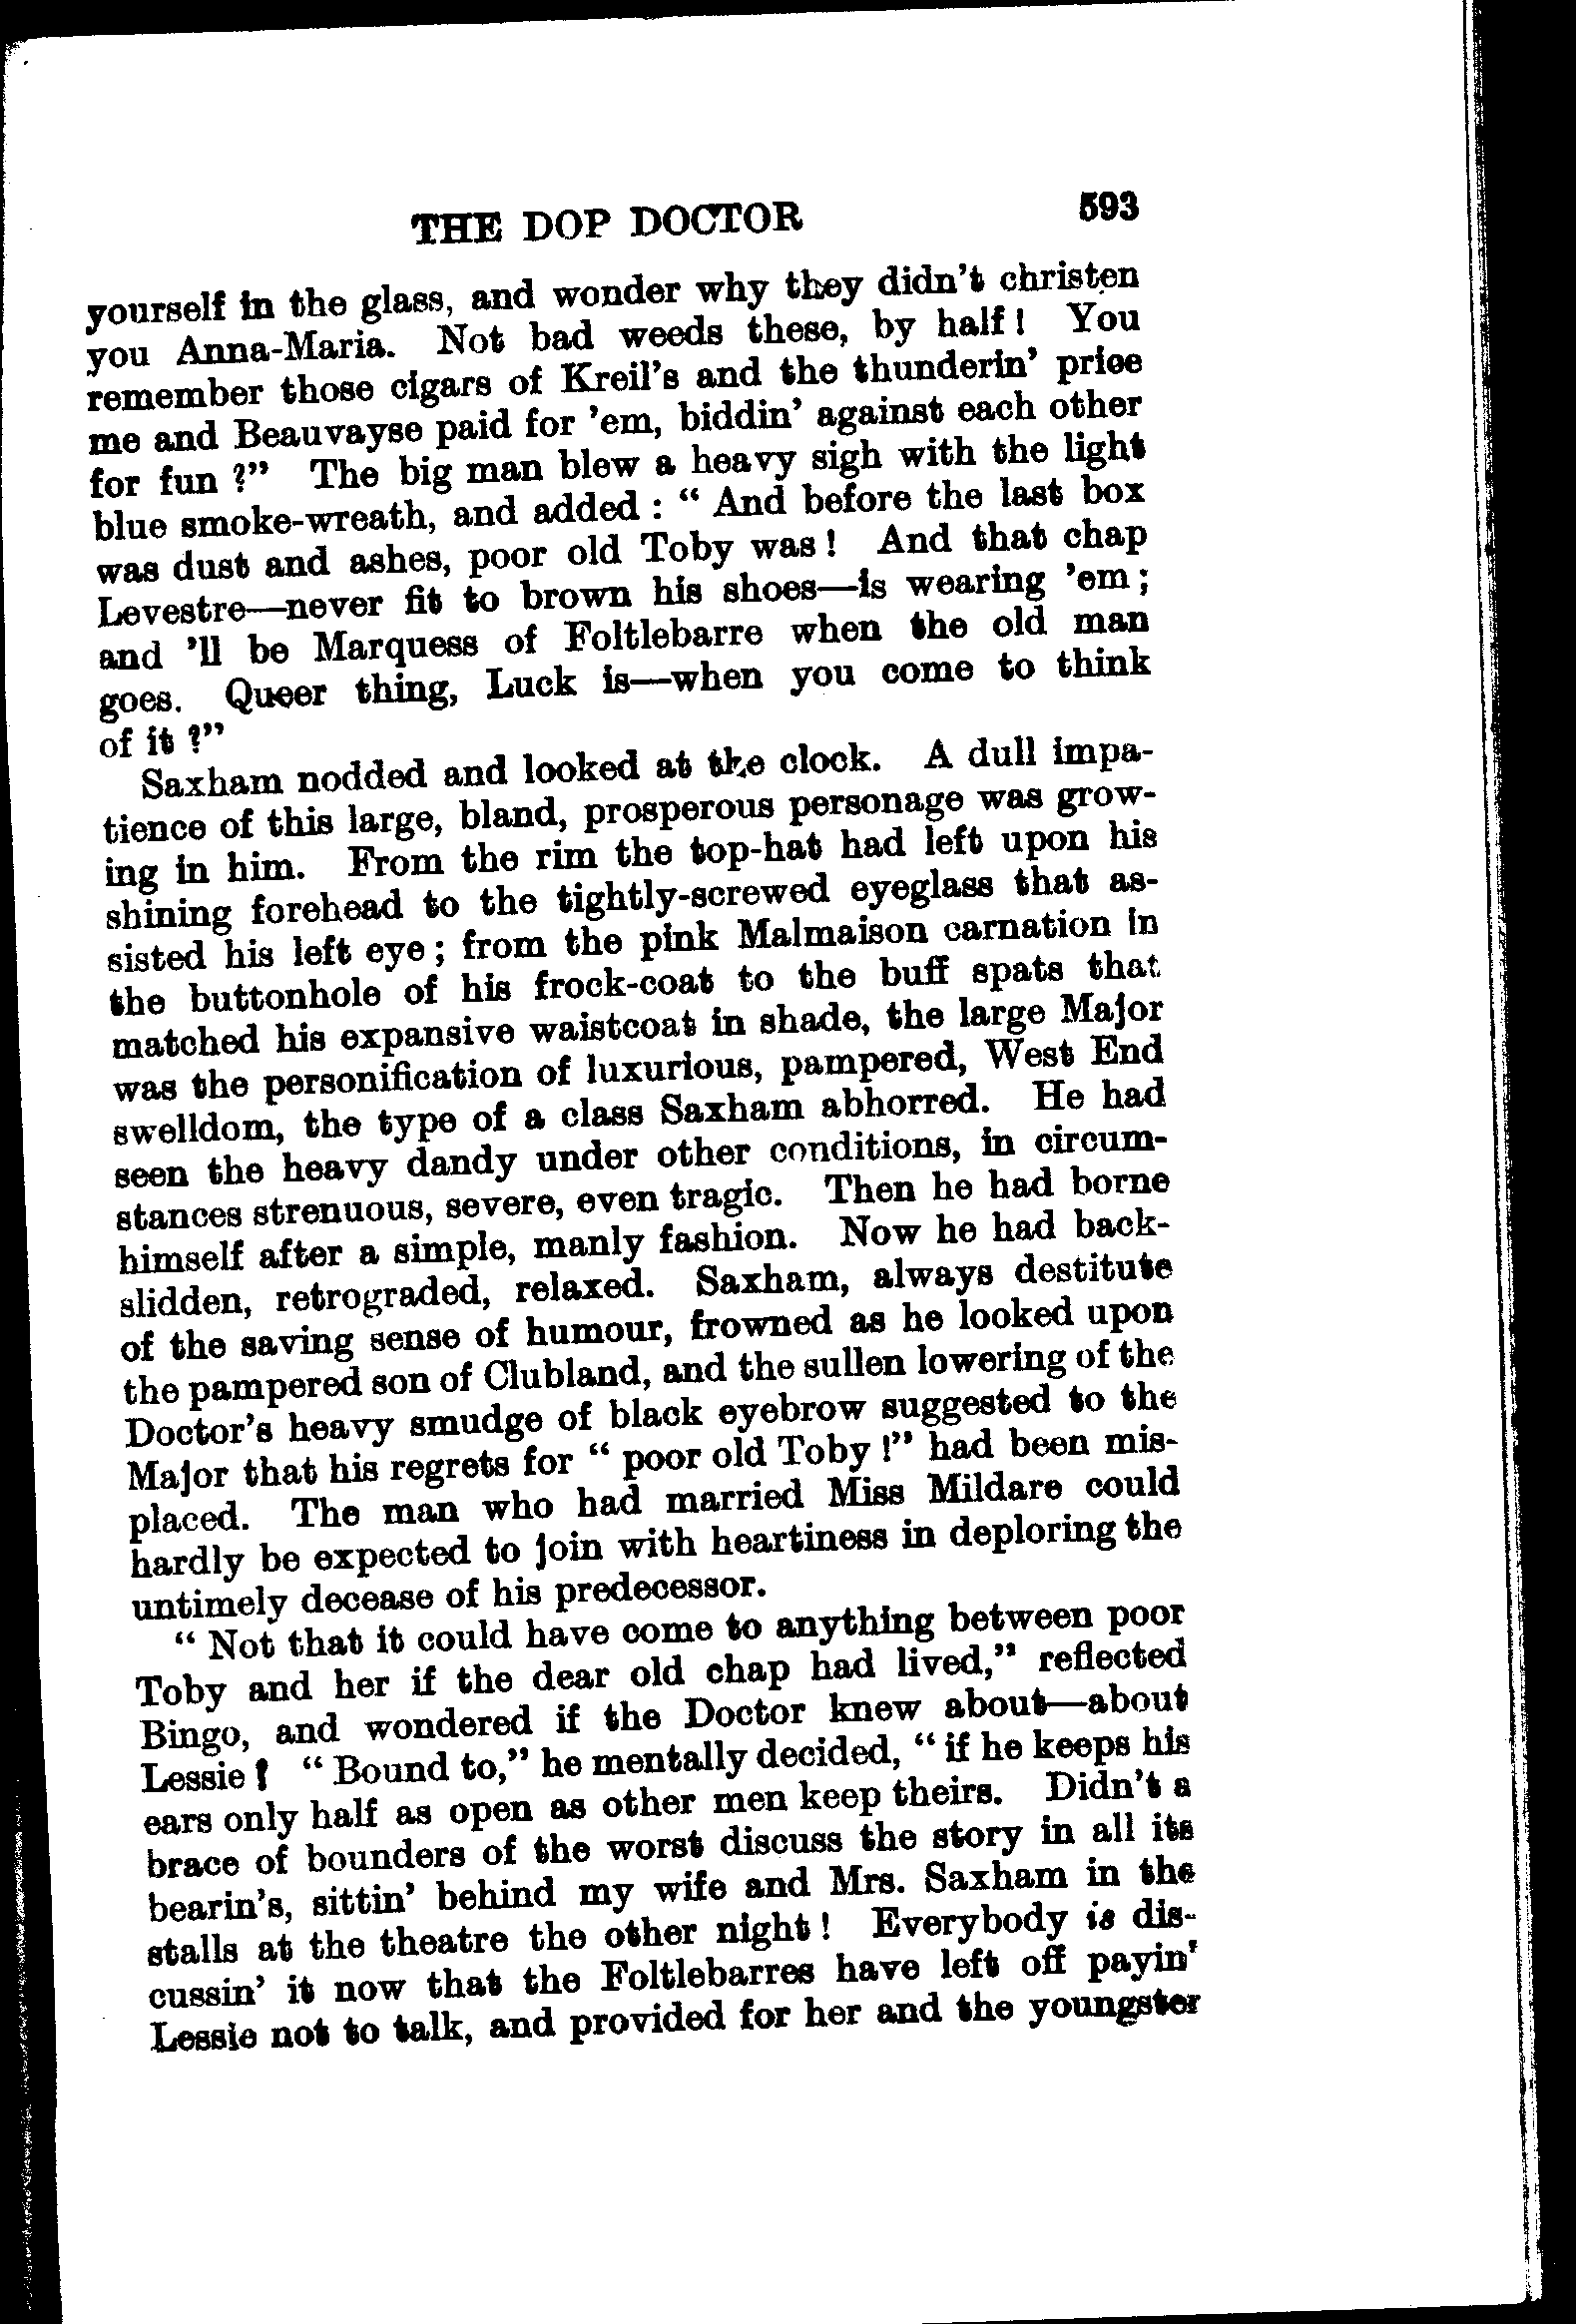 THE DOP DOCTOR 593
yourself in the glass, and wonder why they didn't christen
you Anna-Maria. Not bad weeds these, by half! You
remember those cigars of Kreil's and the thunderin' price
me and Beauvayse paid for 'em, biddin' against each other
for fun?" The big man blew a heavy sigh with the light
blue smoke-wreath, and added: "And before the last box
was dust and ashes, poor old Toby was! And that chap
Levestre—never fit to brown his shoes—is wearing 'em;
and 'll be Marquess of Foltlebarre when the old man
goes. Queer thing, Luck is—when you come to think
of it?"
Saxham nodded and looked at the clock. A dull impa-
tience of this large, bland, prosperous personage was grow-
ing in him. From the rim the top-hat had left upon his
shining forehead to the tightly-screwed eyeglass that as-
sisted his left eye; from the pink Malmaison carnation in
the buttonhole of his frock-coat to the buff spats that
matched his expansive waistcoat in shade, the large Major
was the personification of luxurious, pampered, West End
swelldom, the type of a class Saxham abhorred. He had
seen the heavy dandy under other conditions, in circum-
stances strenuous, severe, even tragic. Then he had borne
himself after a simple, manly fashion. Now he had back-
slidden, retrograded, relaxed. Saxham, always destitute
of the saving sense of humour, frowned as he looked upon
the pampered son of Clubland, and the sullen lowering of the
Doctor's heavy smudge of black eyebrow suggested to the
Major that his regrets for "poor old Toby!" had been mis-
placed. The man who had married Miss Mildare could
hardly be expected to join with heartiness in deploring the
untimely decease of his predecessor.
"Not that it could have come to anything between poor
Toby and her if the dear old chap had lived," reflected
Bingo, and wondered if the Doctor knew about—about
Lessie? "Bound to," he mentally decided, "if he keeps his
ears only half as open as other men keep theirs. Didn't a
brace of bounders of the worst discuss the story in all its
bearin's, sittin' behind my wife and Mrs. Saxham in the
stalls at the theatre the other night! Everybody is dis-
cussin' it now that the Foltlebarres have left off payin'
Lessie not to talk, and provided for her and the youngster